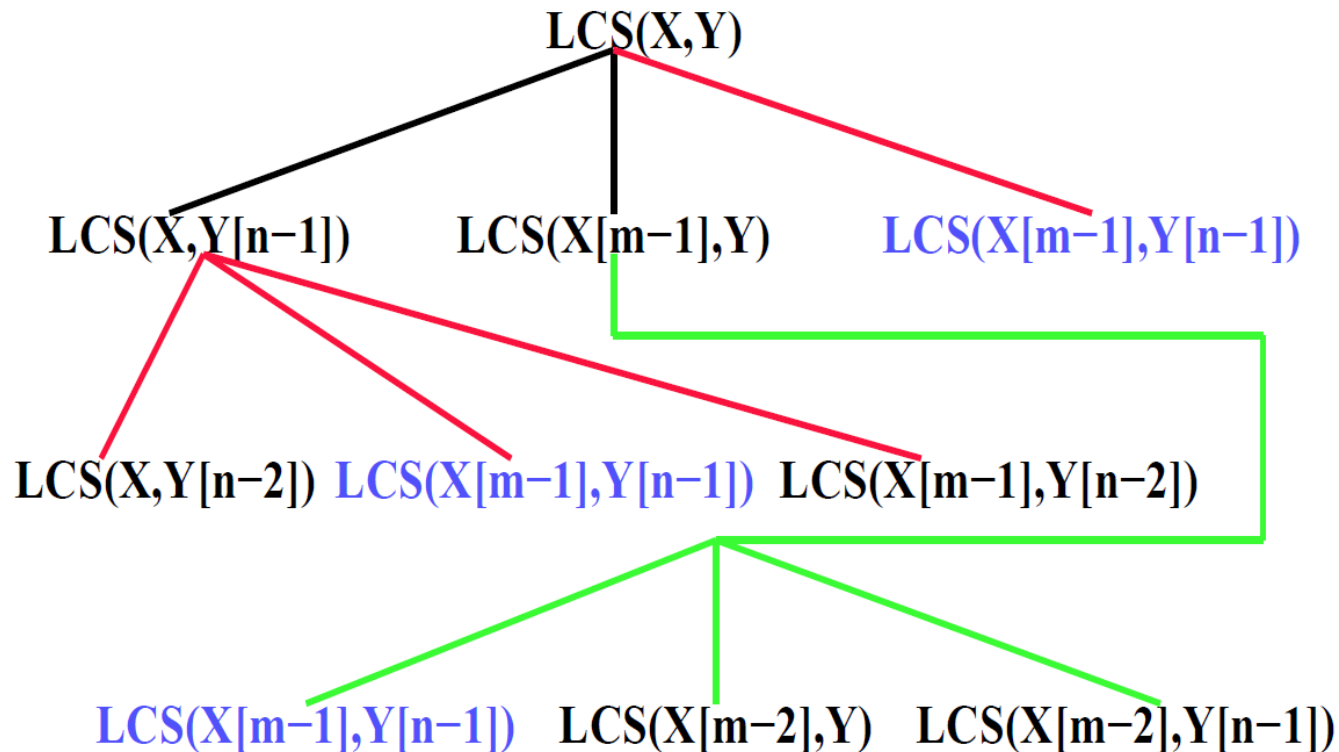 LCS(X,Y)
LCS(X,Y[n−1]) LCS(X[m−1],Y) LCS(X[m−1],Y[n−1])
LCS(X,Y[n−2]) LCS(X[m−1],Y[n−1]) LCS(X[m−1],Y[n−2])
LCS(X[m−1],Y[n−1]) LCS(X[m−2],Y) LCS(X[m−2],Y[n−1])